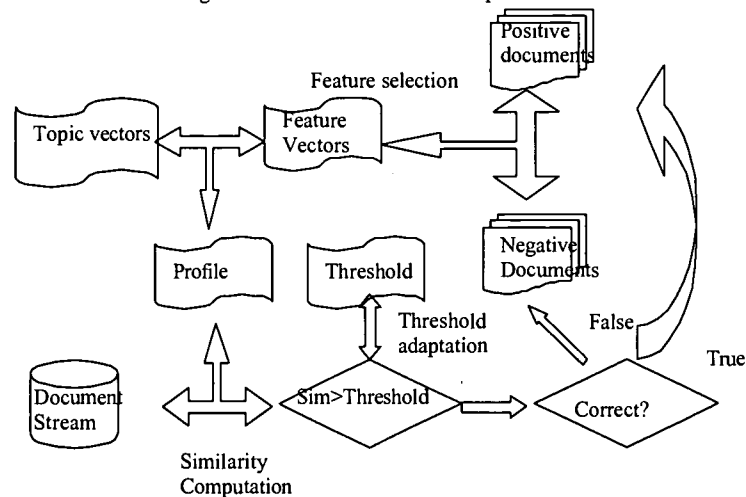 Positive
documents
Feature selection
Topic vectors
Feature
Vectors
Profile
Threshold
Negative
Documents
Threshold
adaptation
False
True
Document
Stream
Sim>Threshold
Correct?
Similarity
Computation